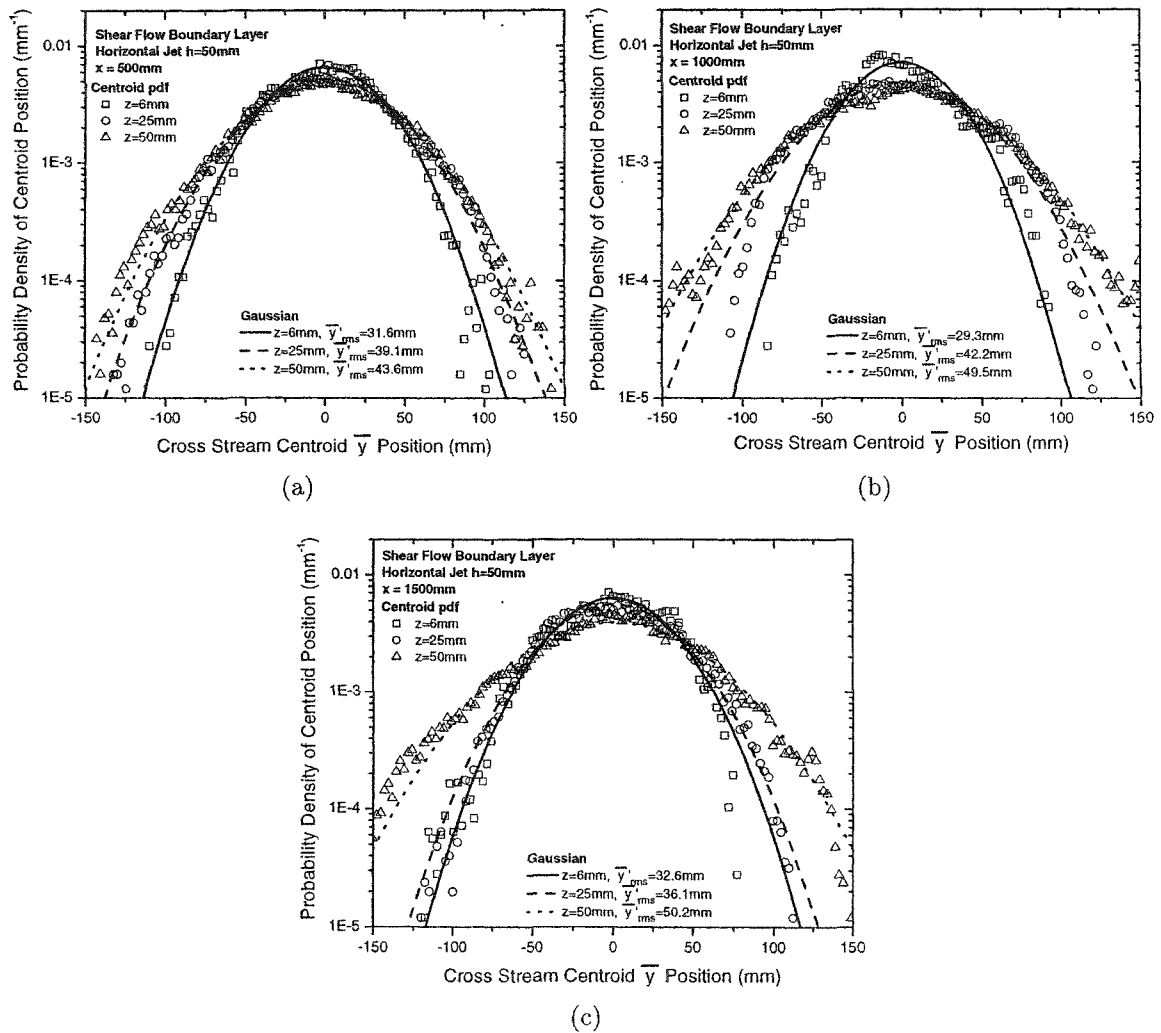 Shear Flow Boundary Layer
Horizontal Jet h=50mm
x = 500mm
Centroid pdf
z=6mm
z=25mm
z=50mm
Gaussian
z=6mm, y̅'rms=31.6mm
z=25mm, y̅'rms=39.1mm
z=50mm, y̅'rms=43.6mm
0.01
1E-3
1E-4
1E-5
-150 -100 -50 0 50 100 150
Probability Density of Centroid Position (mm⁻¹)
Cross Stream Centroid y̅ Position (mm)
(a)
Shear Flow Boundary Layer
Horizontal Jet h=50mm
x = 1000mm
Centroid pdf
z=6mm
z=25mm
z=50mm
Gaussian
z=6mm, y̅'rms=29.3mm
z=25mm, y̅'rms=42.2mm
z=50mm, y̅'rms=49.5mm
0.01
1E-3
1E-4
1E-5
-150 -100 -50 0 50 100 150
Probability Density of Centroid Position (mm⁻¹)
Cross Stream Centroid y̅ Position (mm)
(b)
Shear Flow Boundary Layer
Horizontal Jet h=50mm
x = 1500mm
Centroid pdf
z=6mm
z=25mm
z=50mm
Gaussian
z=6mm, y̅'rms=32.6mm
z=25mm, y̅'rms=36.1mm
z=50mm, y̅'rms=50.2mm
0.01
1E-3
1E-4
1E-5
-150 -100 -50 0 50 100 150
Probability Density of Centroid Position (mm⁻¹)
Cross Stream Centroid y̅ Position (mm)
(c)